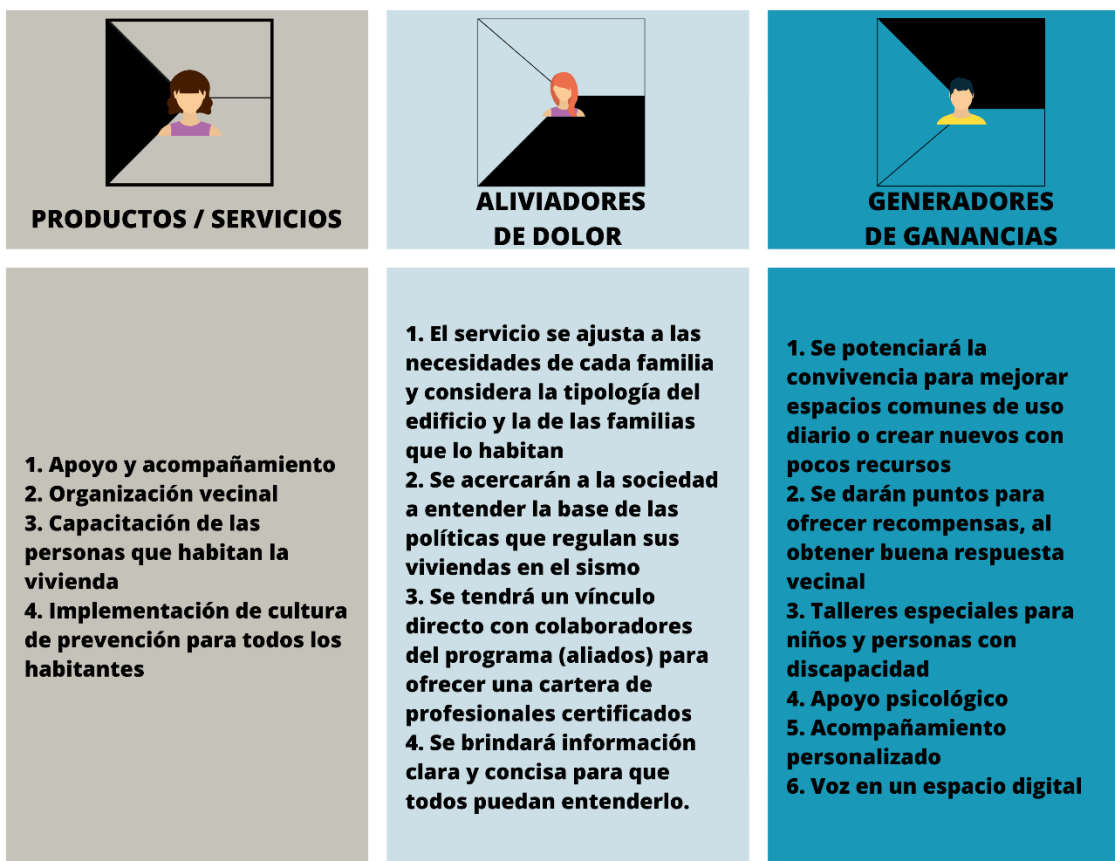 PRODUCTOS / SERVICIOS
1. Apoyo y acompañamiento
2. Organización vecinal
3. Capacitación de las
personas que habitan la
vivienda
4. Implementación de cultura
de prevención para todos los
habitantes
ALIVIADORES
DE DOLOR
1. El servicio se ajusta a las
necesidades de cada familia
y considera la tipología del
edificio y la de las familias
que lo habitan
2. Se acercarán a la sociedad
a entender la base de las
políticas que regulan sus
viviendas en el sismo
3. Se tendrá un vínculo
directo con colaboradores
del programa (aliados) para
ofrecer una cartera de
profesionales certificados
4. Se brindará información
clara y concisa para que
todos puedan entenderlo.
GENERADORES
DE GANANCIAS
1. Se potenciará la
convivencia para mejorar
espacios comunes de uso
diario o crear nuevos con
pocos recursos
2. Se darán puntos para
ofrecer recompensas, al
obtener buena respuesta
vecinal
3. Talleres especiales para
niños y personas con
discapacidad
4. Apoyo psicológico
5. Acompañamiento
personalizado
6. Voz en un espacio digital